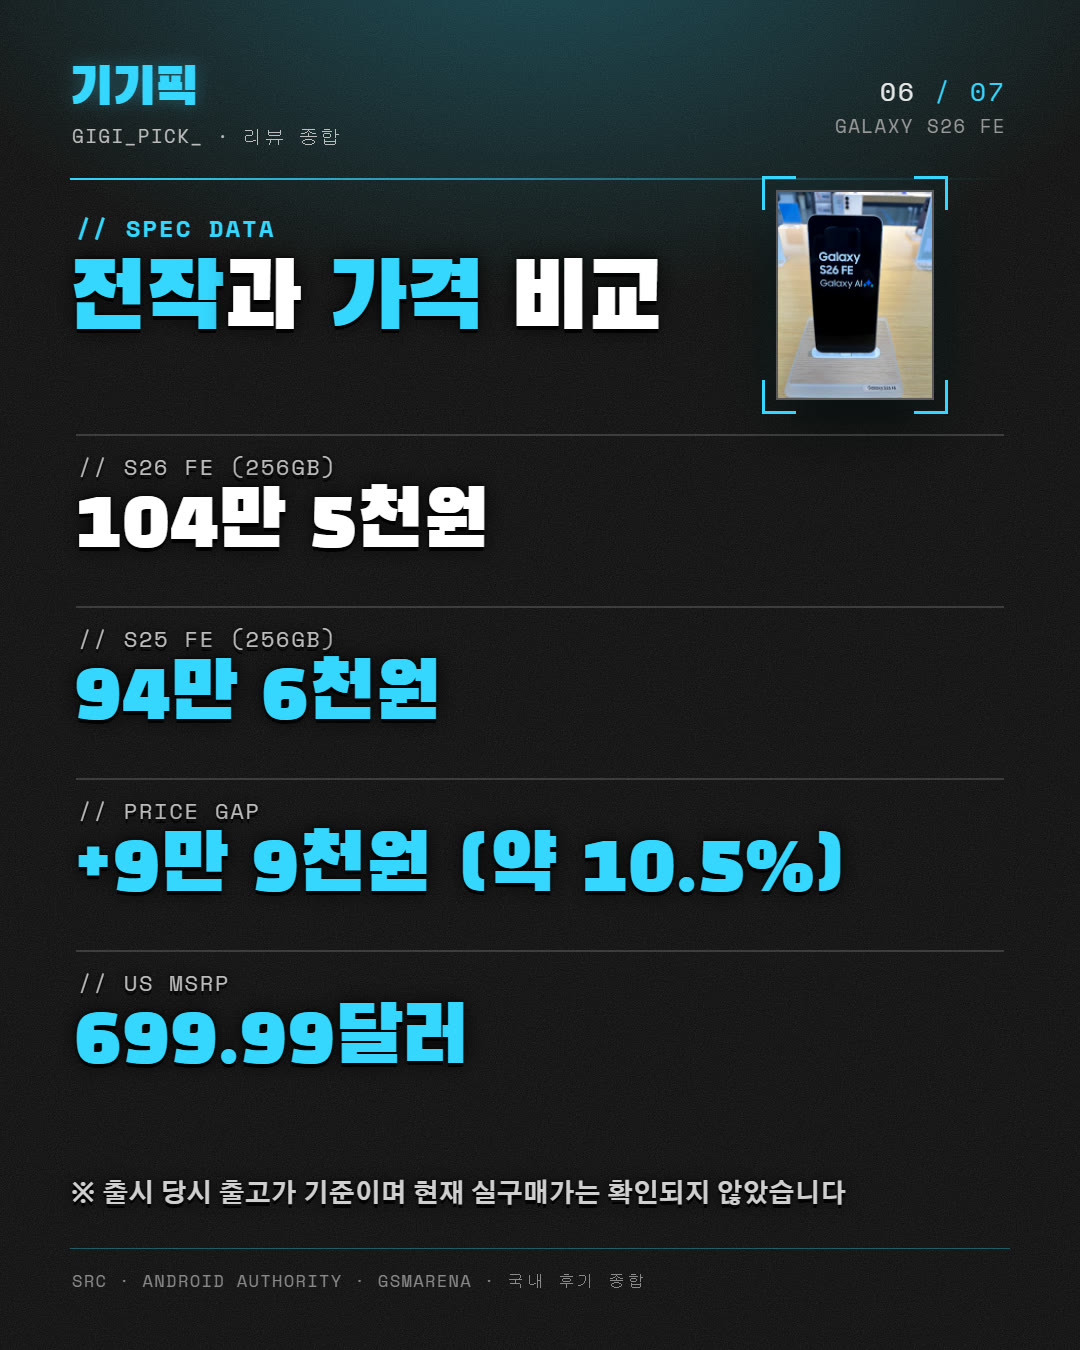 기기픽
GIGI_PICK_ · 리뷰 종합
06 / 07
GALAXY S26 FE
// SPEC DATA
전작과 가격 비교
Galaxy
S26 FE
Galaxy AI
// S26 FE (256GB)
104만 5천원
// S25 FE (256GB)
94만 6천원
// PRICE GAP
+9만 9천원 (약 10.5%)
// US MSRP
699.99달러
※ 출시 당시 출고가 기준이며 현재 실구매가는 확인되지 않았습니다
SRC · ANDROID AUTHORITY · GSMARENA · 국내 후기 종합